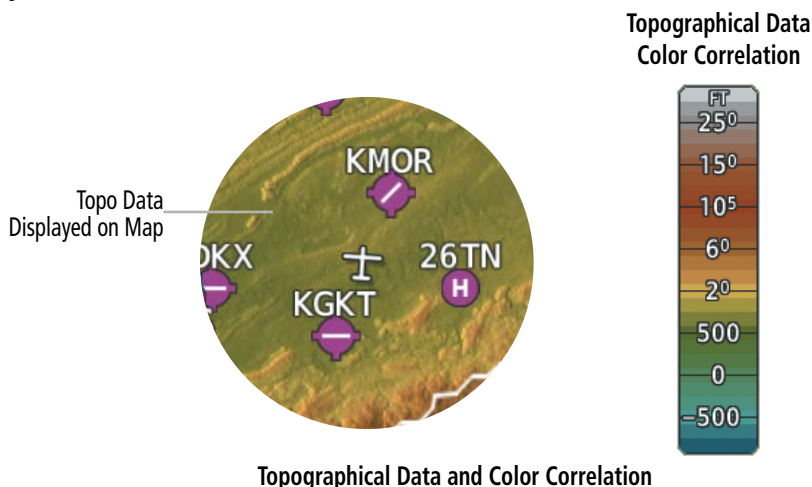 Topographical Data
Color Correlation
FT
25⁰
15⁰
10⁵
6⁰
2⁰
500
0
-500
KMOR
Topo Data
Displayed on Map
DKX
26TN
H
KGKT
Topographical Data and Color Correlation